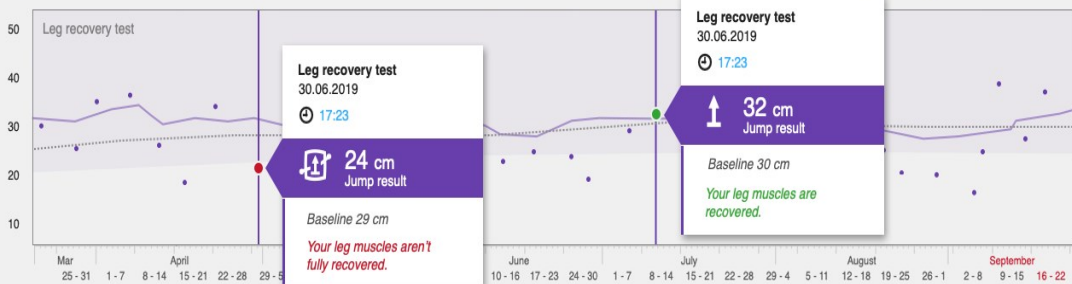 50
Leg recovery test
40
30
20
10
Leg recovery test
30.06.2019
17:23
24 cm
Jump result
Baseline 29 cm
Your leg muscles aren't
fully recovered.
Leg recovery test
30.06.2019
17:23
32 cm
Jump result
Baseline 30 cm
Your leg muscles are
recovered.
Mar April June July August September
25 - 31 1 - 7 8 - 14 15 - 21 22 - 28 29 - 5 10 - 16 17 - 23 24 - 30 1 - 7 8 - 14 15 - 21 22 - 28 29 - 4 5 - 11 12 - 18 19 - 25 26 - 1 2 - 8 9 - 15 16 - 22